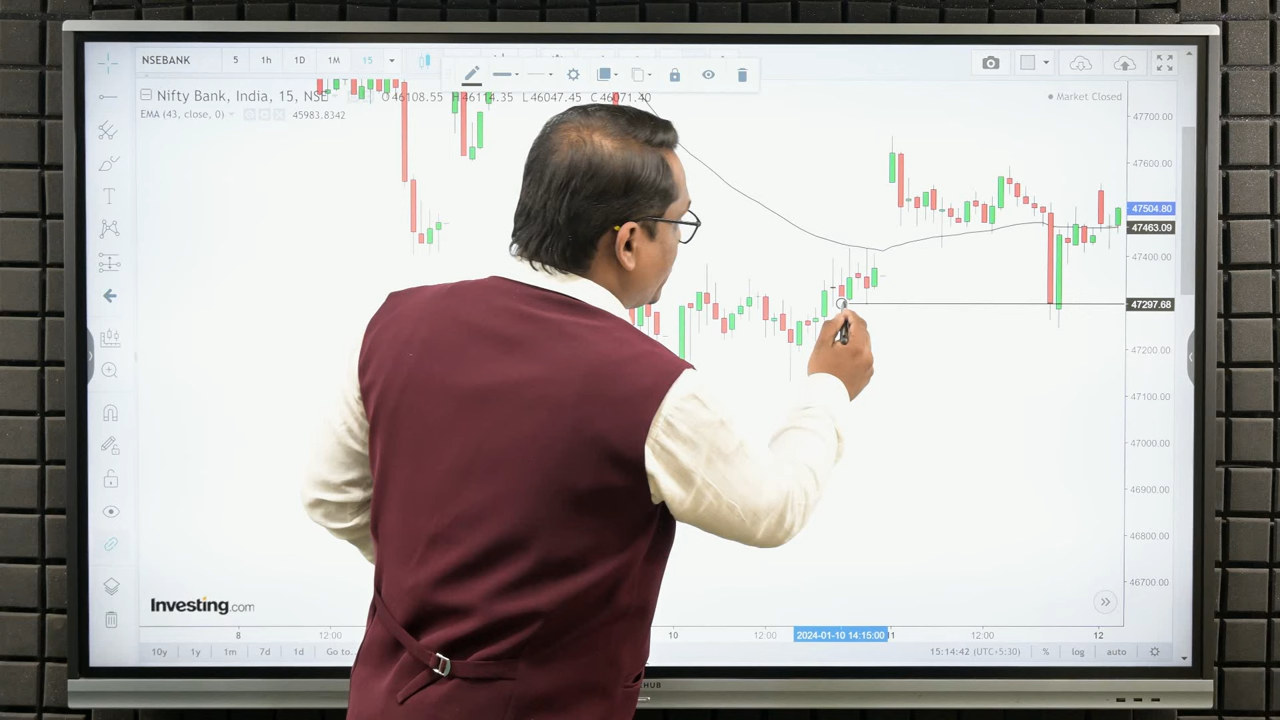 NSEBANK 5 1h 1D 1M 15
Nifty Bank, India, 15, NSE O46108.55 H46114.35 L46047.45 C46071.40
Market Closed
EMA (43, close, 0) 45983.8342
47700.00
47600.00
47504.80
47463.09
47400.00
47297.68
47200.00
47100.00
47000.00
46900.00
46800.00
46700.00
Investing.com
8 12:00 10 12:00 2024-01-10 14:15:00 11 12:00 12
10y 1y 1m 7d 1d Go to... 15:14:42 (UTC+5:30) % log auto